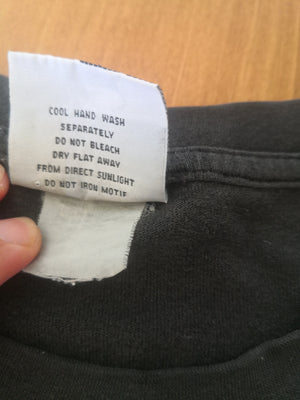 COOL HAND WASH
SEPARATELY
DO NOT BLEACH
DRY FLAT AWAY
FROM DIRECT SUNLIGHT
DO NOT IRON MOTIF